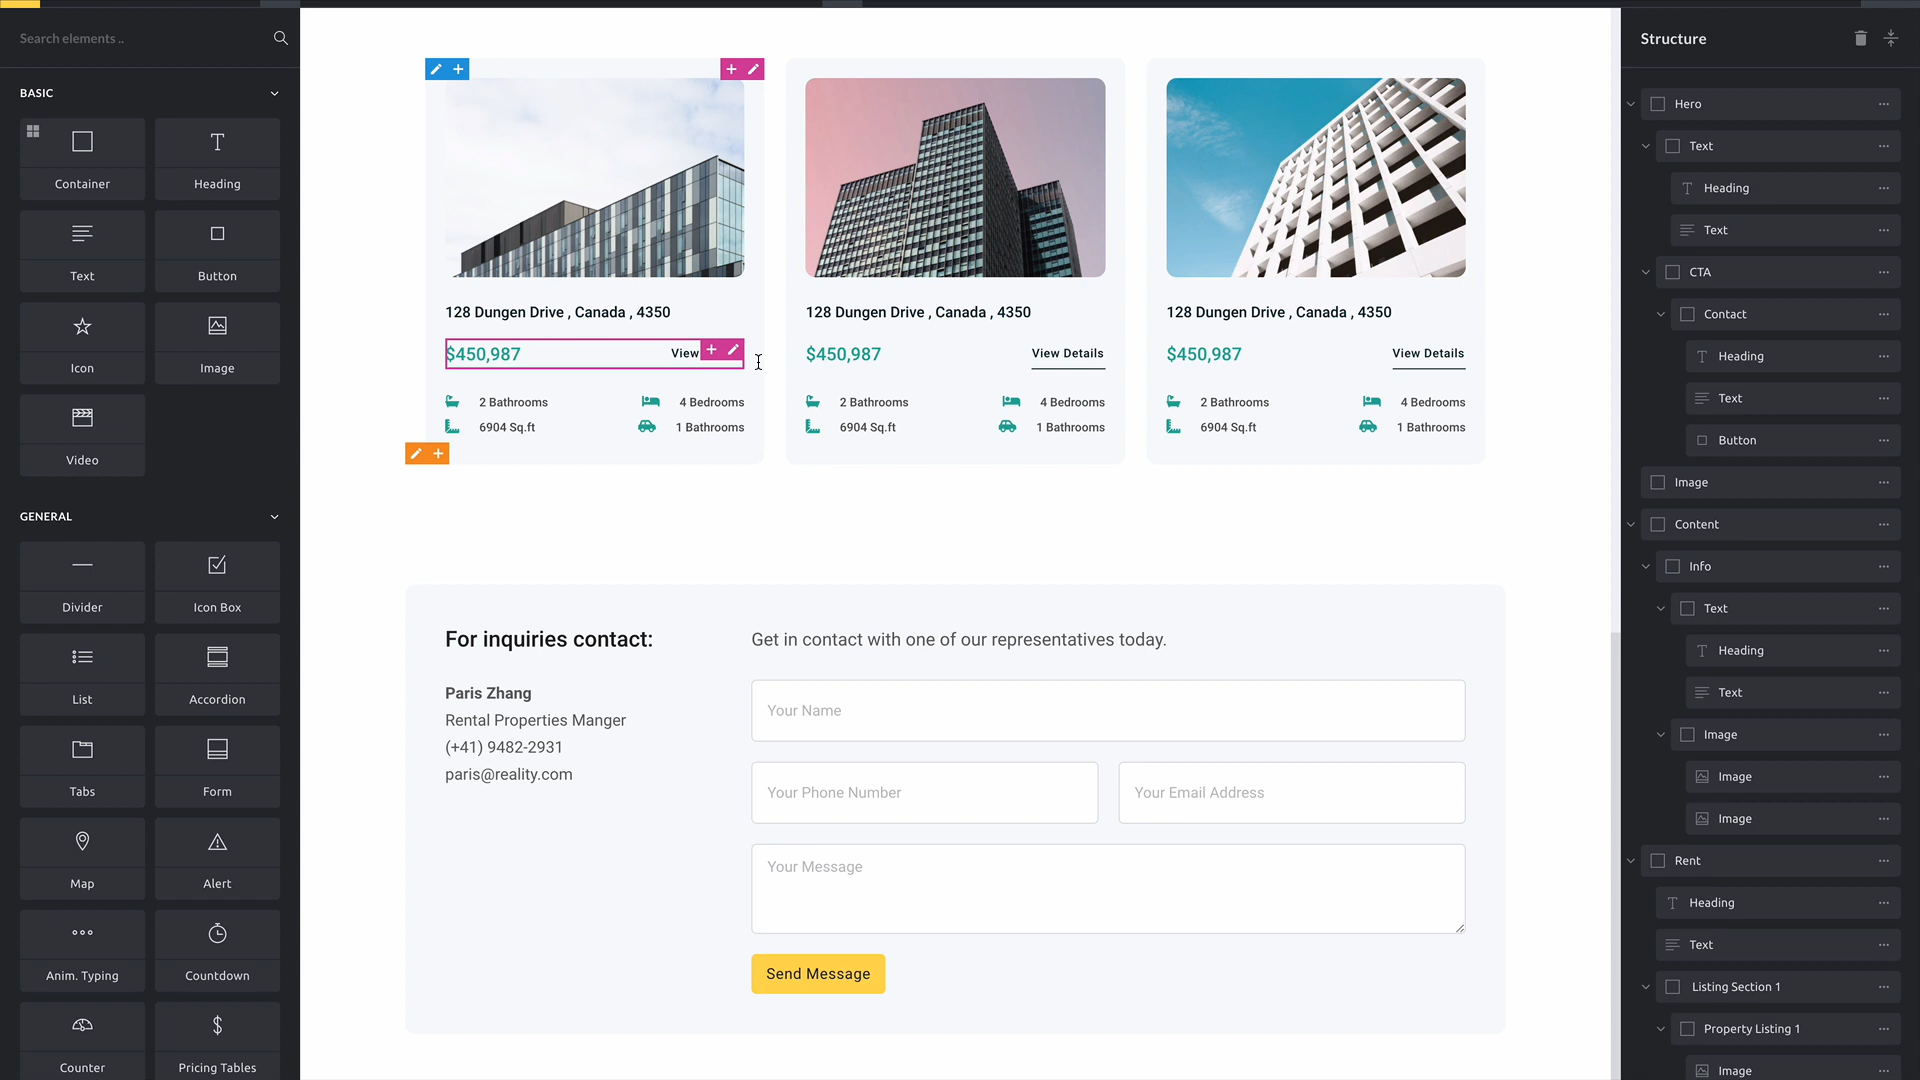 Search elements ..
BASIC
Container
Heading
Text
Button
Icon
Image
Video
GENERAL
Divider
Icon Box
List
Accordion
Tabs
Form
Map
Alert
Anim. Typing
Countdown
Counter
Pricing Tables
128 Dungen Drive , Canada , 4350
$450,987
View
2 Bathrooms
4 Bedrooms
6904 Sq.ft
1 Bathrooms
128 Dungen Drive , Canada , 4350
$450,987
View Details
2 Bathrooms
4 Bedrooms
6904 Sq.ft
1 Bathrooms
128 Dungen Drive , Canada , 4350
$450,987
View Details
2 Bathrooms
4 Bedrooms
6904 Sq.ft
1 Bathrooms
For inquiries contact:
Paris Zhang
Rental Properties Manger
(+41) 9482-2931
paris@reality.com
Get in contact with one of our representatives today.
Your Name
Your Phone Number
Your Email Address
Your Message
Send Message
Structure
Hero
Text
Heading
Text
CTA
Contact
Heading
Text
Button
Image
Content
Info
Text
Heading
Text
Image
Image
Image
Rent
Heading
Text
Listing Section 1
Property Listing 1
Image